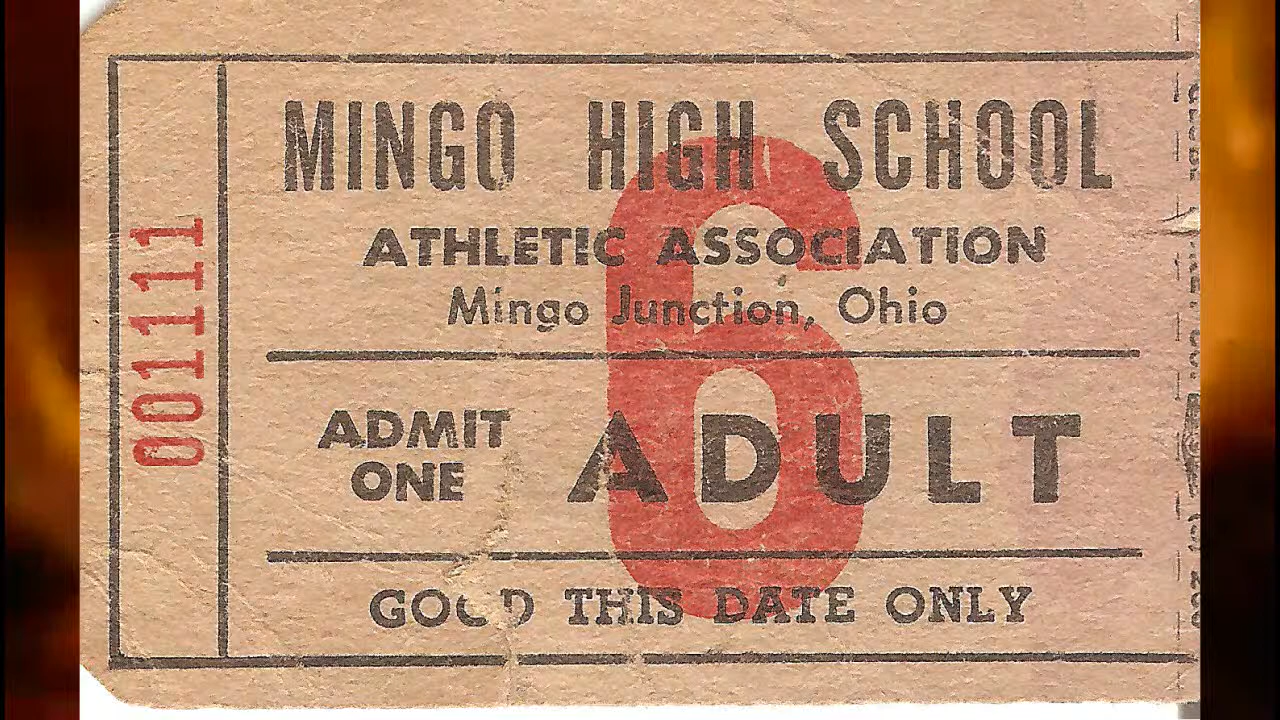 MINGO HIGH SCHOOL
ATHLETIC ASSOCIATION
Mingo Junction, Ohio
6
ADMIT
ONE
ADULT
GOOD THIS DATE ONLY
001111